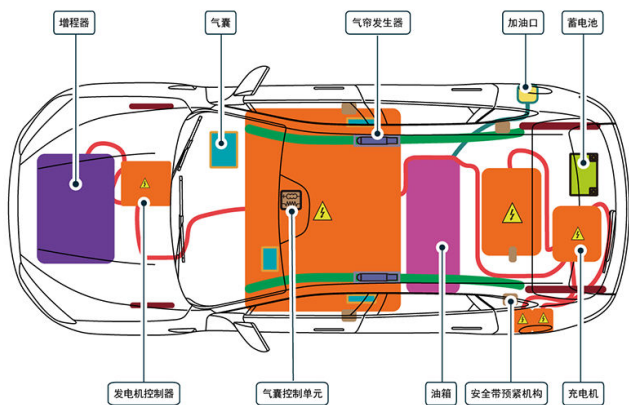 增程器
气囊
气帘发生器
加油口
蓄电池
发电机控制器
气囊控制单元
油箱
安全带预紧机构
充电机